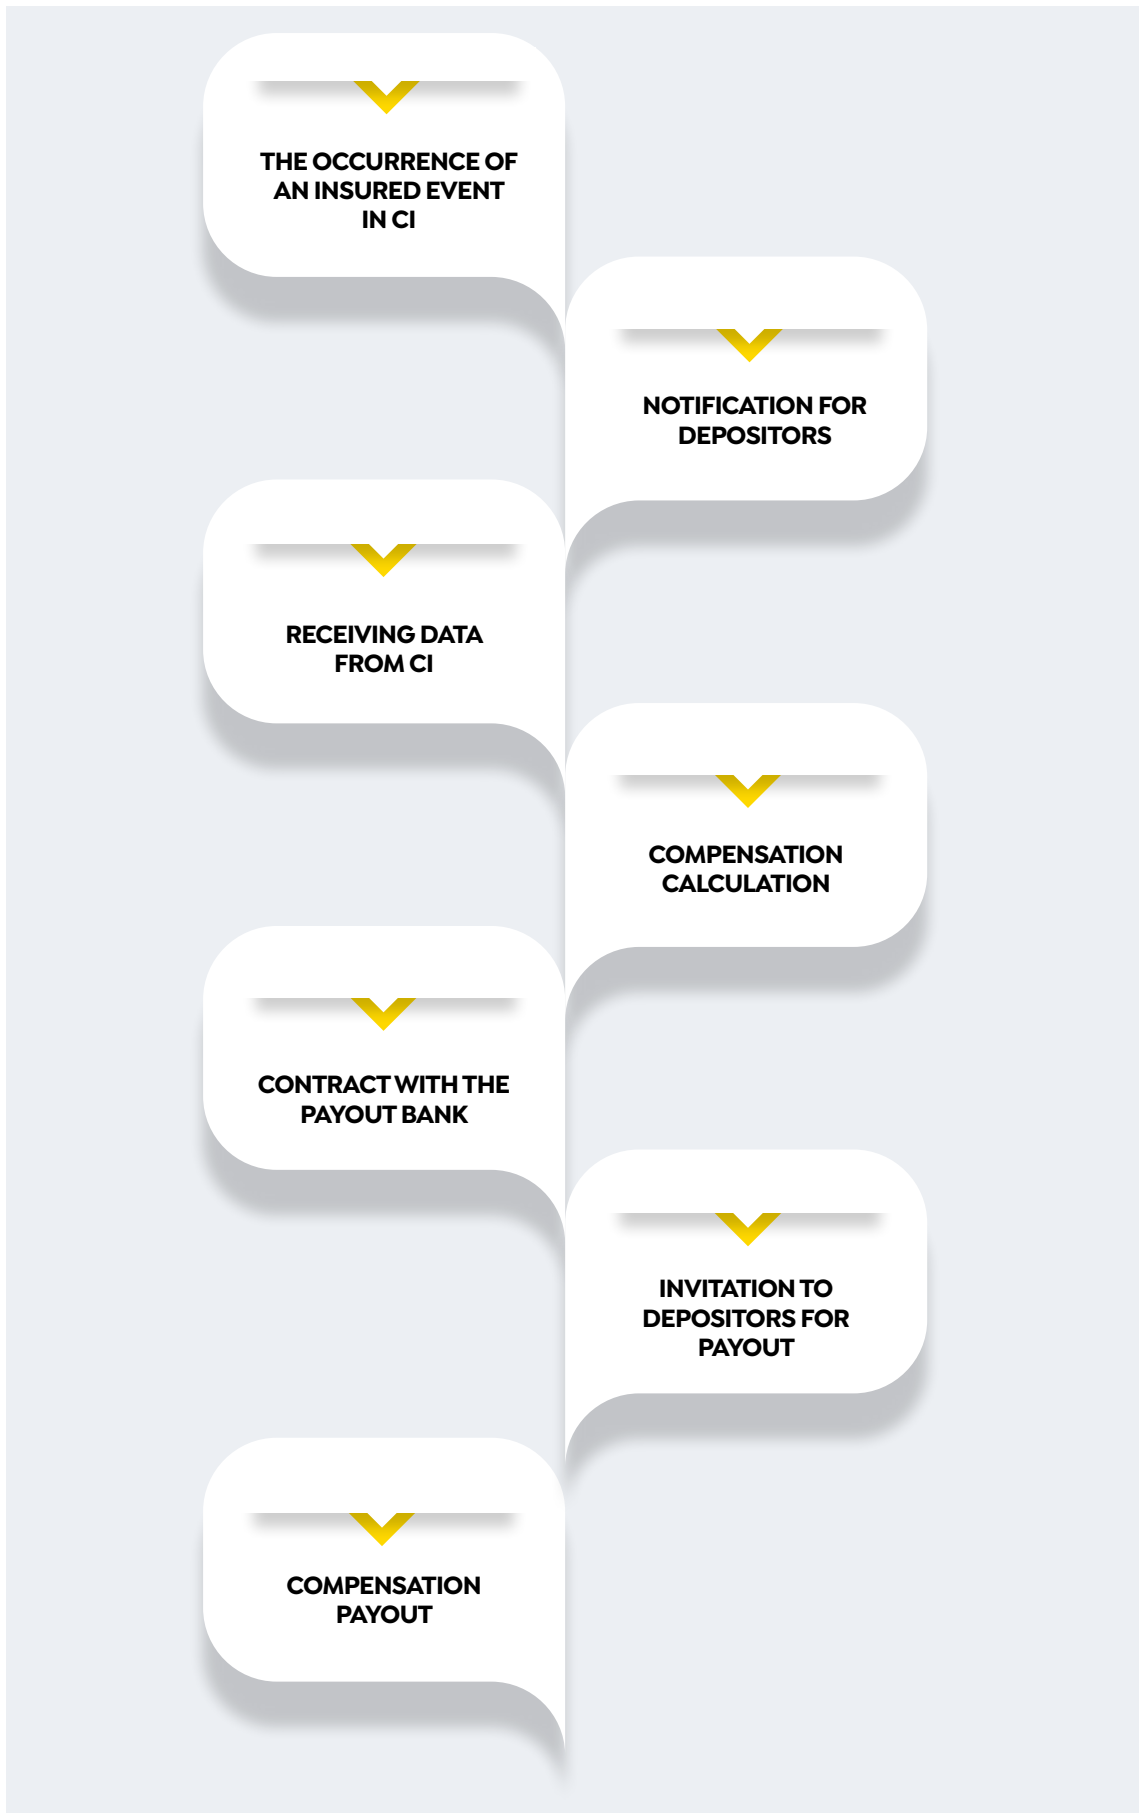 THE OCCURRENCE OF
AN INSURED EVENT
IN CI
NOTIFICATION FOR
DEPOSITORS
RECEIVING DATA
FROM CI
COMPENSATION
CALCULATION
CONTRACT WITH THE
PAYOUT BANK
INVITATION TO
DEPOSITORS FOR
PAYOUT
COMPENSATION
PAYOUT